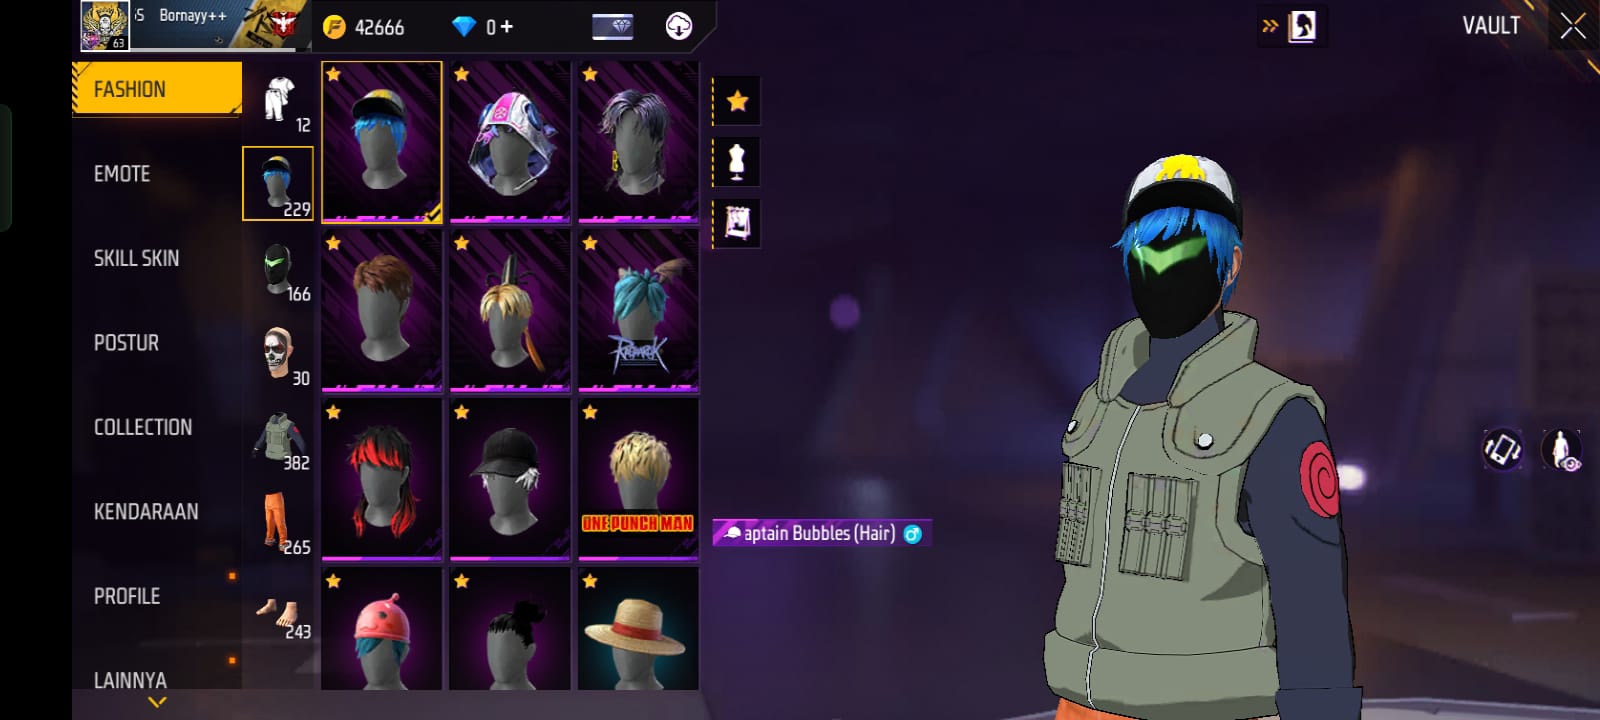 S Bornayy++
63
42666
0+
VAULT
FASHION
EMOTE
SKILL SKIN
POSTUR
COLLECTION
KENDARAAN
PROFILE
LAINNYA
12
229
166
30
382
265
243
RAGNAROK
ONE PUNCH MAN
aptain Bubbles (Hair)